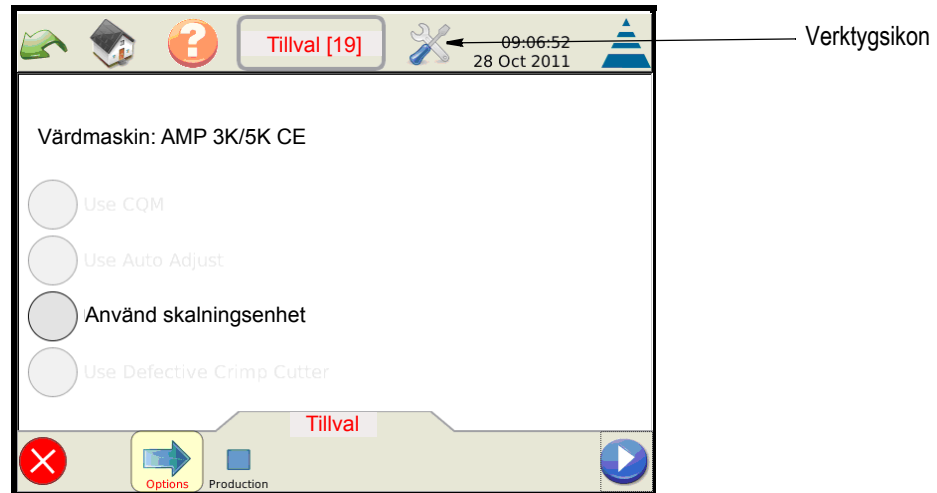 Tillval [19]
09:06:52
28 Oct 2011
Verktygsikon
Värdmaskin: AMP 3K/5K CE
Use CQM
Use Auto Adjust
Använd skalningsenhet
Use Defective Crimp Cutter
Tillval
Options
Production